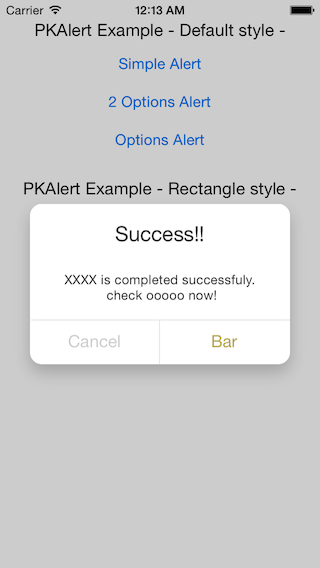 Carrier 12:13 AM
PKAlert Example - Default style -
Simple Alert
2 Options Alert
Options Alert
PKAlert Example - Rectangle style -
Success!!
XXXX is completed successfuly.
check ooooo now!
Cancel Bar